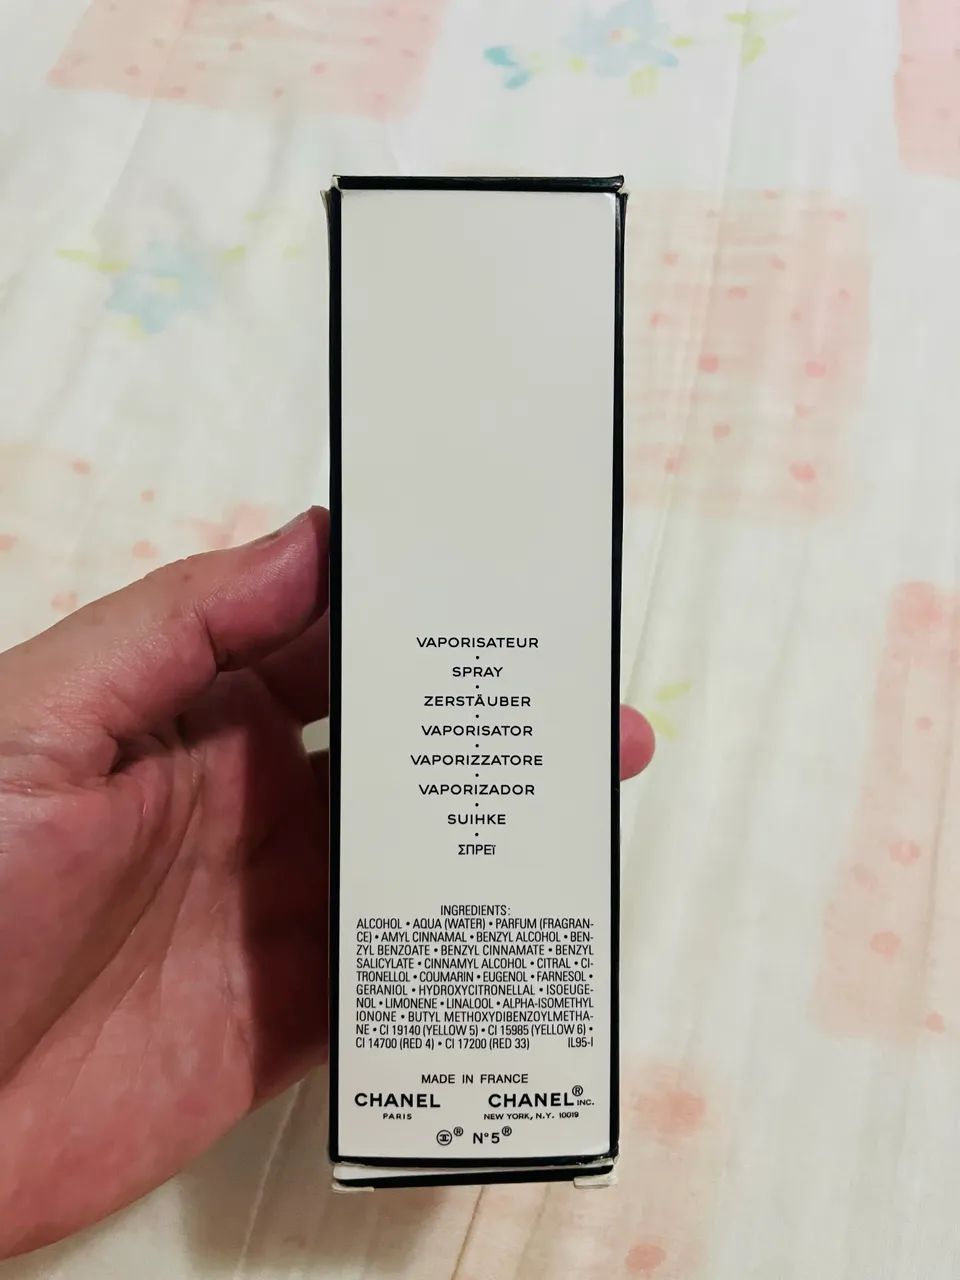 VAPORISATEUR
•
SPRAY
•
ZERSTÄUBER
•
VAPORISATOR
•
VAPORIZZATORE
•
VAPORIZADOR
•
SUIHKE
•
ΣΠΡΕΪ
INGREDIENTS:
ALCOHOL • AQUA (WATER) • PARFUM (FRAGRAN-
CE) • AMYL CINNAMAL • BENZYL ALCOHOL • BEN-
ZYL BENZOATE • BENZYL CINNAMATE • BENZYL
SALICYLATE • CINNAMYL ALCOHOL • CITRAL • CI-
TRONELLOL • COUMARIN • EUGENOL • FARNESOL •
GERANIOL • HYDROXYCITRONELLAL • ISOEUGE-
NOL • LIMONENE • LINALOOL • ALPHA-ISOMETHYL
IONONE • BUTYL METHOXYDIBENZOYLMETHA-
NE • CI 19140 (YELLOW 5) • CI 15985 (YELLOW 6) •
CI 14700 (RED 4) • CI 17200 (RED 33) IL95-I
MADE IN FRANCE
CHANEL CHANEL® INC.
PARIS NEW YORK, N.Y. 10019
® N°5®